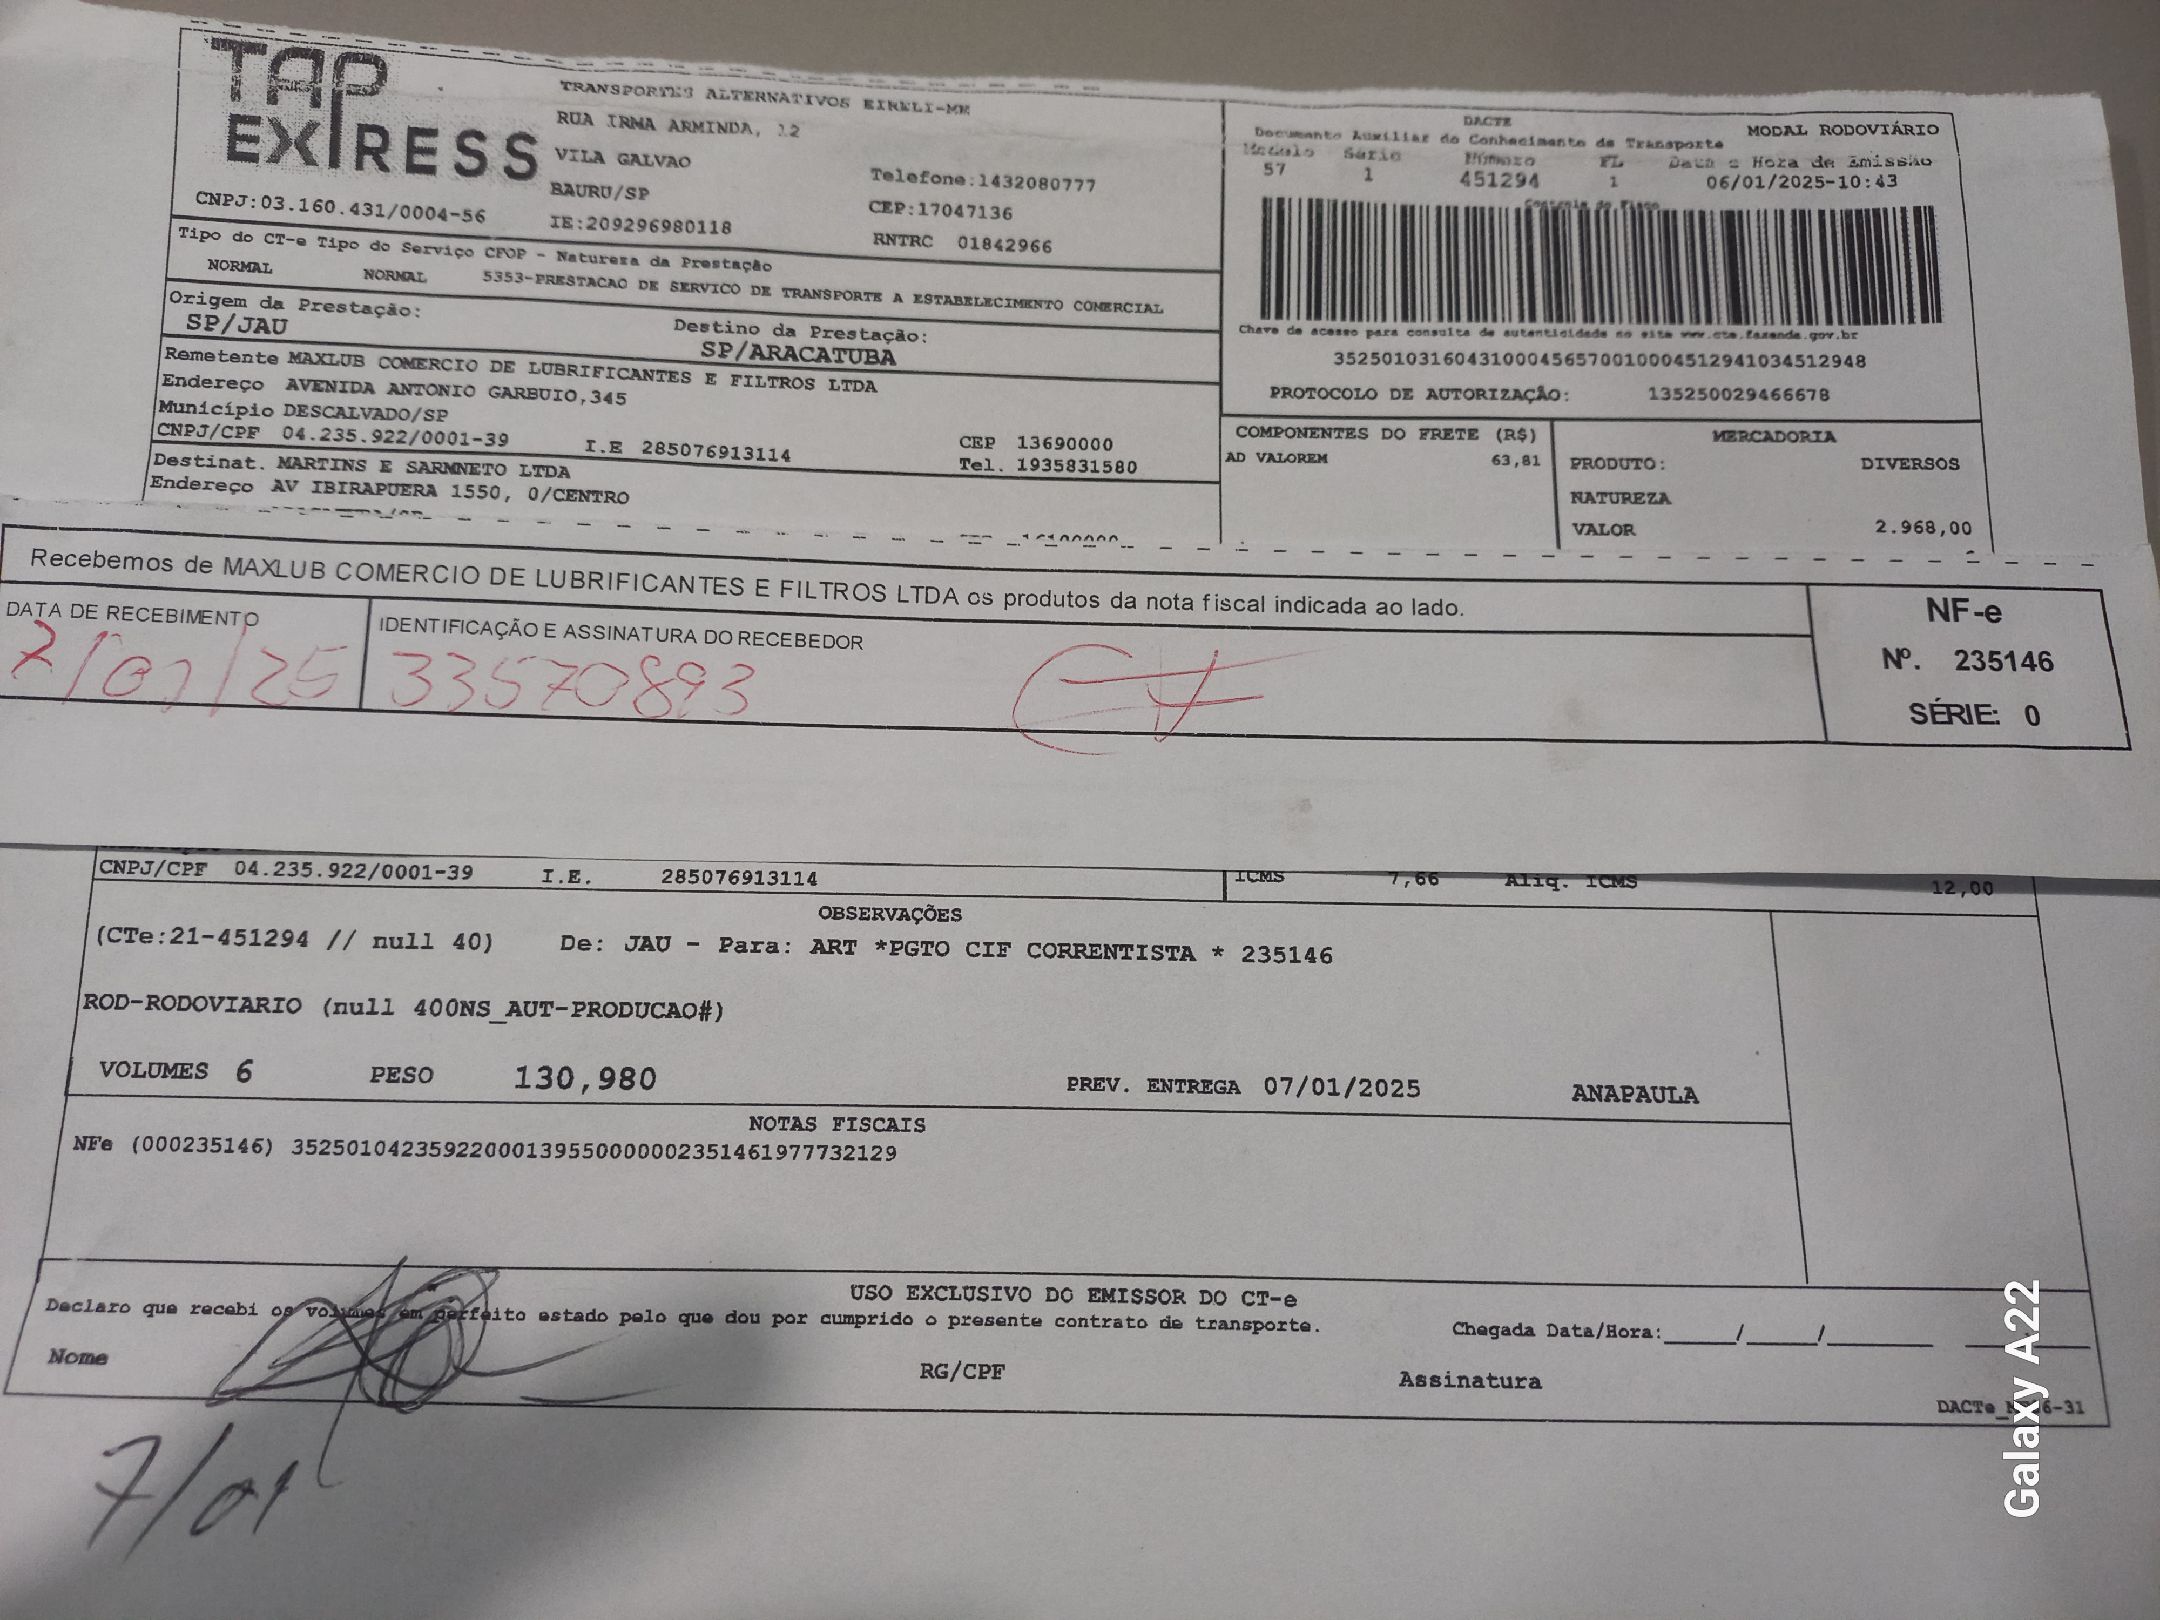 TAP
EXPRESS
CNPJ:03.160.431/0004-56
TRANSPORTES ALTERNATIVOS EIRELI-MM
RUA IRMA ARMINDA, 12
VILA GALVAO
BAURU/SP
IE:209296980118
Telefone:1432080777
CEP:17047136
RNTRC 01842966
DACTE
Documento Auxiliar do Conhecimento de Transporte
MODAL RODOVIÁRIO
Modulo Série Número FL Data e Hora de Emissão
57 1 451294 1 06/01/2025-10:43
Controle do Fisco
Tipo do CT-e Tipo do Serviço CFOP - Natureza da Prestação
NORMAL NORMAL 5353-PRESTACAO DE SERVICO DE TRANSPORTE A ESTABELECIMENTO COMERCIAL
Origem da Prestação:
SP/JAU
Destino da Prestação:
SP/ARACATUBA
Chave de acesso para consulta de autenticidade no site www.cte.fazenda.gov.br
35250103160431000456570010004512941034512948
PROTOCOLO DE AUTORIZAÇÃO: 135250029466678
Remetente MAXLUB COMERCIO DE LUBRIFICANTES E FILTROS LTDA
Endereço AVENIDA ANTONIO GARBUIO,345
Município DESCALVADO/SP
CNPJ/CPF 04.235.922/0001-39 I.E 285076913114
CEP 13690000
Tel. 1935831580
Destinat. MARTINS E SARMNETO LTDA
Endereço AV IBIRAPUERA 1550, 0/CENTRO
COMPONENTES DO FRETE (R$)
AD VALOREM 63,81
MERCADORIA
PRODUTO: DIVERSOS
NATUREZA
VALOR 2.968,00
Recebemos de MAXLUB COMERCIO DE LUBRIFICANTES E FILTROS LTDA os produtos da nota fiscal indicada ao lado.
DATA DE RECEBIMENTO
7/01/25
IDENTIFICAÇÃO E ASSINATURA DO RECEBEDOR
33570893
NF-e
Nº. 235146
SÉRIE: 0
CNPJ/CPF 04.235.922/0001-39 I.E. 285076913114
ICMS 7,66 Aliq. ICMS 12,00
OBSERVAÇÕES
(CTe:21-451294 // null 40) De: JAU - Para: ART *PGTO CIF CORRENTISTA * 235146
ROD-RODOVIARIO (null 400NS_AUT-PRODUCAO#)
VOLUMES 6 PESO 130,980 PREV. ENTREGA 07/01/2025 ANAPAULA
NOTAS FISCAIS
NFe (000235146) 35250104235922000139550000002351461977732129
USO EXCLUSIVO DO EMISSOR DO CT-e
Declaro que recebi os volumes em perfeito estado pelo que dou por cumprido o presente contrato de transporte.
Chegada Data/Hora:_____/_____/_______
Nome RG/CPF Assinatura
7/01
Galaxy A22